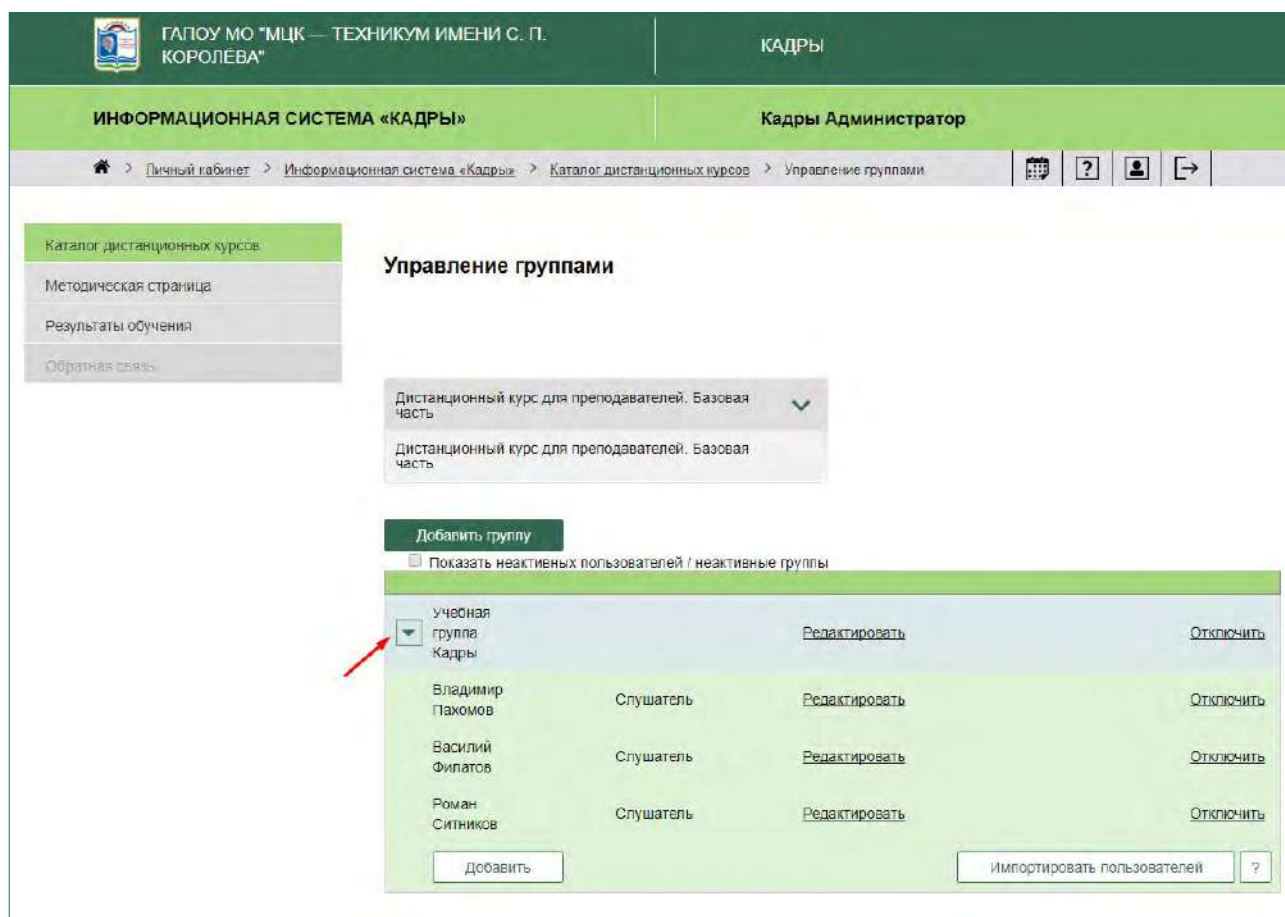 ГАПОУ МО "МЦК — ТЕХНИКУМ ИМЕНИ С. П.
КОРОЛЁВА"
КАДРЫ
ИНФОРМАЦИОННАЯ СИСТЕМА «КАДРЫ»
Кадры Администратор
> Личный кабинет > Информационная система «Кадры» > Каталог дистанционных курсов > Управление группами
?
Каталог дистанционных курсов
Методическая страница
Результаты обучения
Обратная связь
Управление группами
Дистанционный курс для преподавателей. Базовая
часть
Дистанционный курс для преподавателей. Базовая
часть
Добавить группу
Показать неактивных пользователей / неактивные группы
Учебная
группа
Кадры
Редактировать
Отключить
Владимир
Пахомов
Слушатель
Редактировать
Отключить
Василий
Филатов
Слушатель
Редактировать
Отключить
Роман
Ситников
Слушатель
Редактировать
Отключить
Добавить
Импортировать пользователей
?